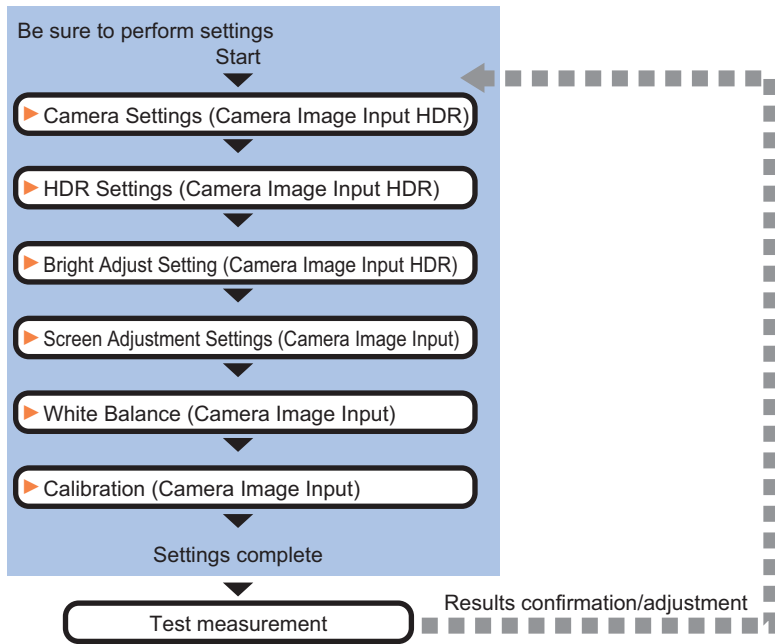 Be sure to perform settings
Start
Camera Settings (Camera Image Input HDR)
HDR Settings (Camera Image Input HDR)
Bright Adjust Setting (Camera Image Input HDR)
Screen Adjustment Settings (Camera Image Input)
White Balance (Camera Image Input)
Calibration (Camera Image Input)
Settings complete
Test measurement
Results confirmation/adjustment